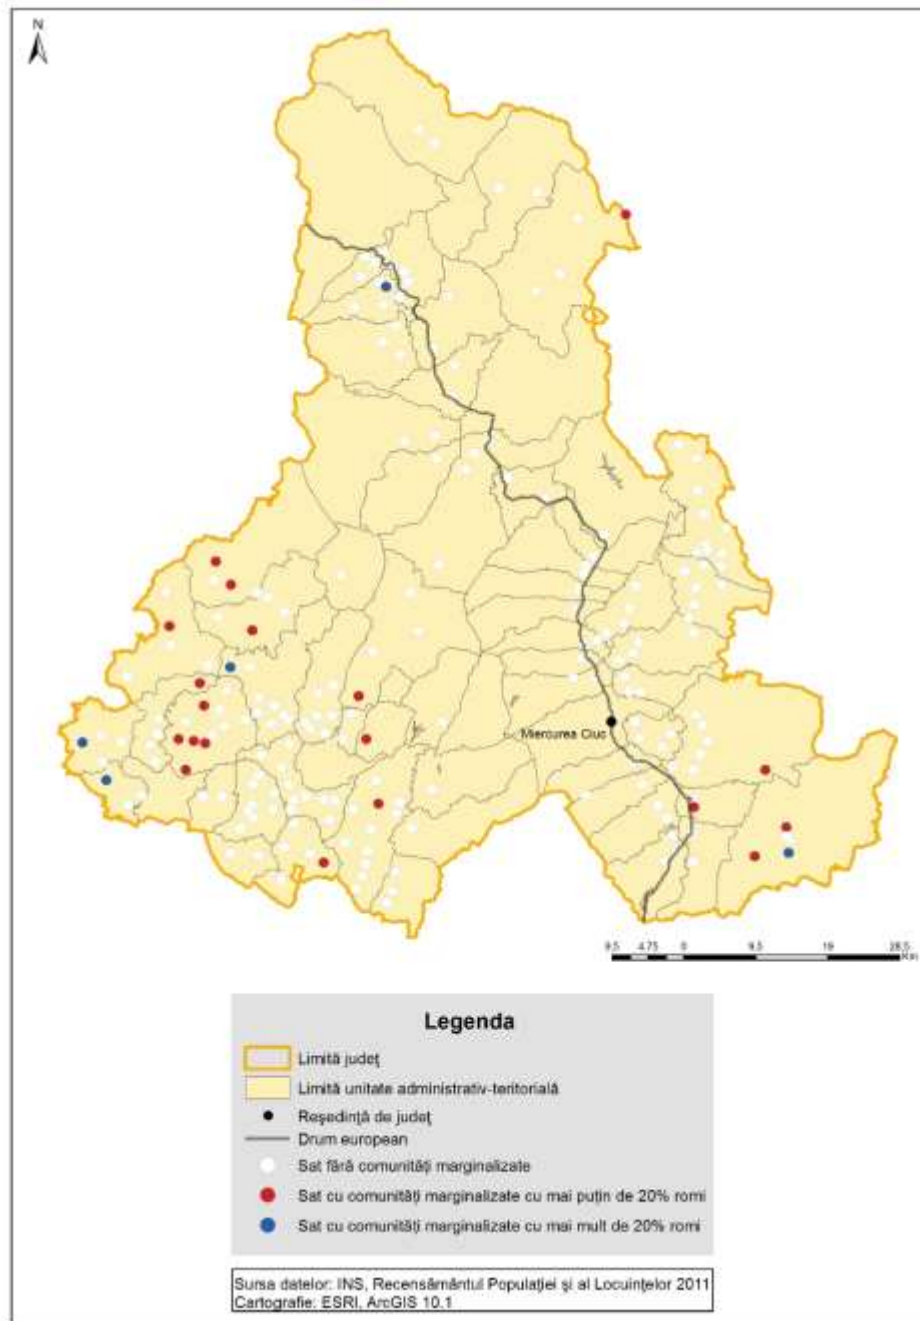 N
Miercurea Ciuc
9.5 4.75 0 9.5 19 28.5
Km
Legenda
Limită județ
Limită unitate administrativ-teritorială
Reședință de județ
Drum european
Sat fără comunități marginalizate
Sat cu comunități marginalizate cu mai puțin de 20% romi
Sat cu comunități marginalizate cu mai mult de 20% romi
Sursa datelor: INS, Recensământul Populației și al Locuințelor 2011
Cartografie: ESRI, ArcGIS 10.1